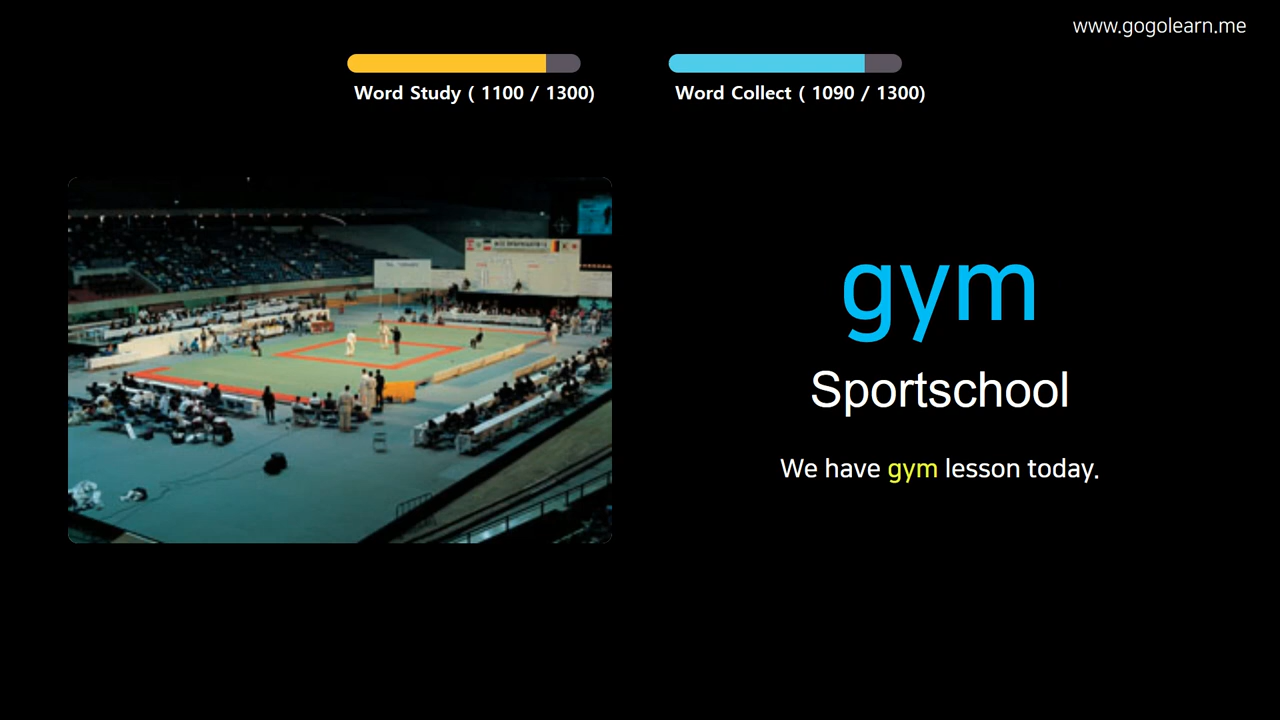 www.gogolearn.me
Word Study ( 1100 / 1300)
Word Collect ( 1090 / 1300)
gym
Sportschool
We have gym lesson today.